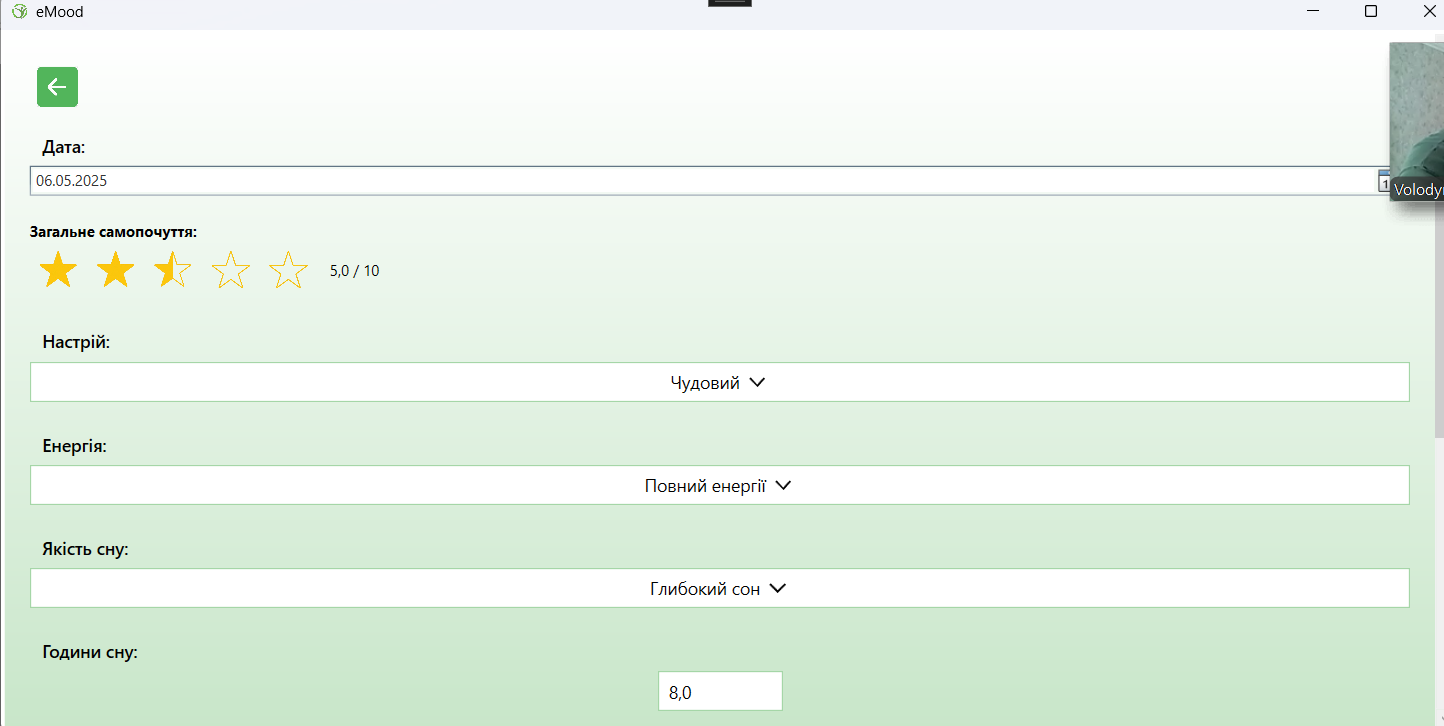 eMood
Дата:
06.05.2025
1
Загальне самопочуття:
5,0 / 10
Настрій:
Чудовий
Енергія:
Повний енергії
Якість сну:
Глибокий сон
Години сну:
8,0